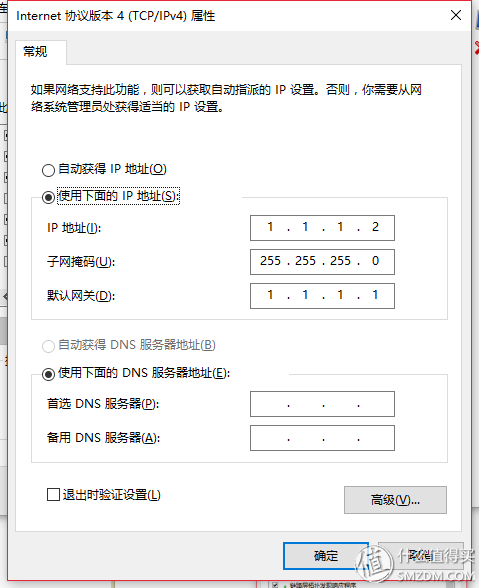 Internet 协议版本 4 (TCP/IPv4) 属性
常规
如果网络支持此功能，则可以获取自动指派的 IP 设置。否则，你需要从网
络系统管理员处获得适当的 IP 设置。
自动获得 IP 地址(O)
使用下面的 IP 地址(S):
IP 地址(I):
1 . 1 . 1 . 2
子网掩码(U):
255 . 255 . 255 . 0
默认网关(D):
1 . 1 . 1 . 1
自动获得 DNS 服务器地址(B)
使用下面的 DNS 服务器地址(E):
首选 DNS 服务器(P):
. . .
备用 DNS 服务器(A):
. . .
退出时验证设置(L)
高级(V)...
确定
取消
值 什么值得买
SMZDM.COM